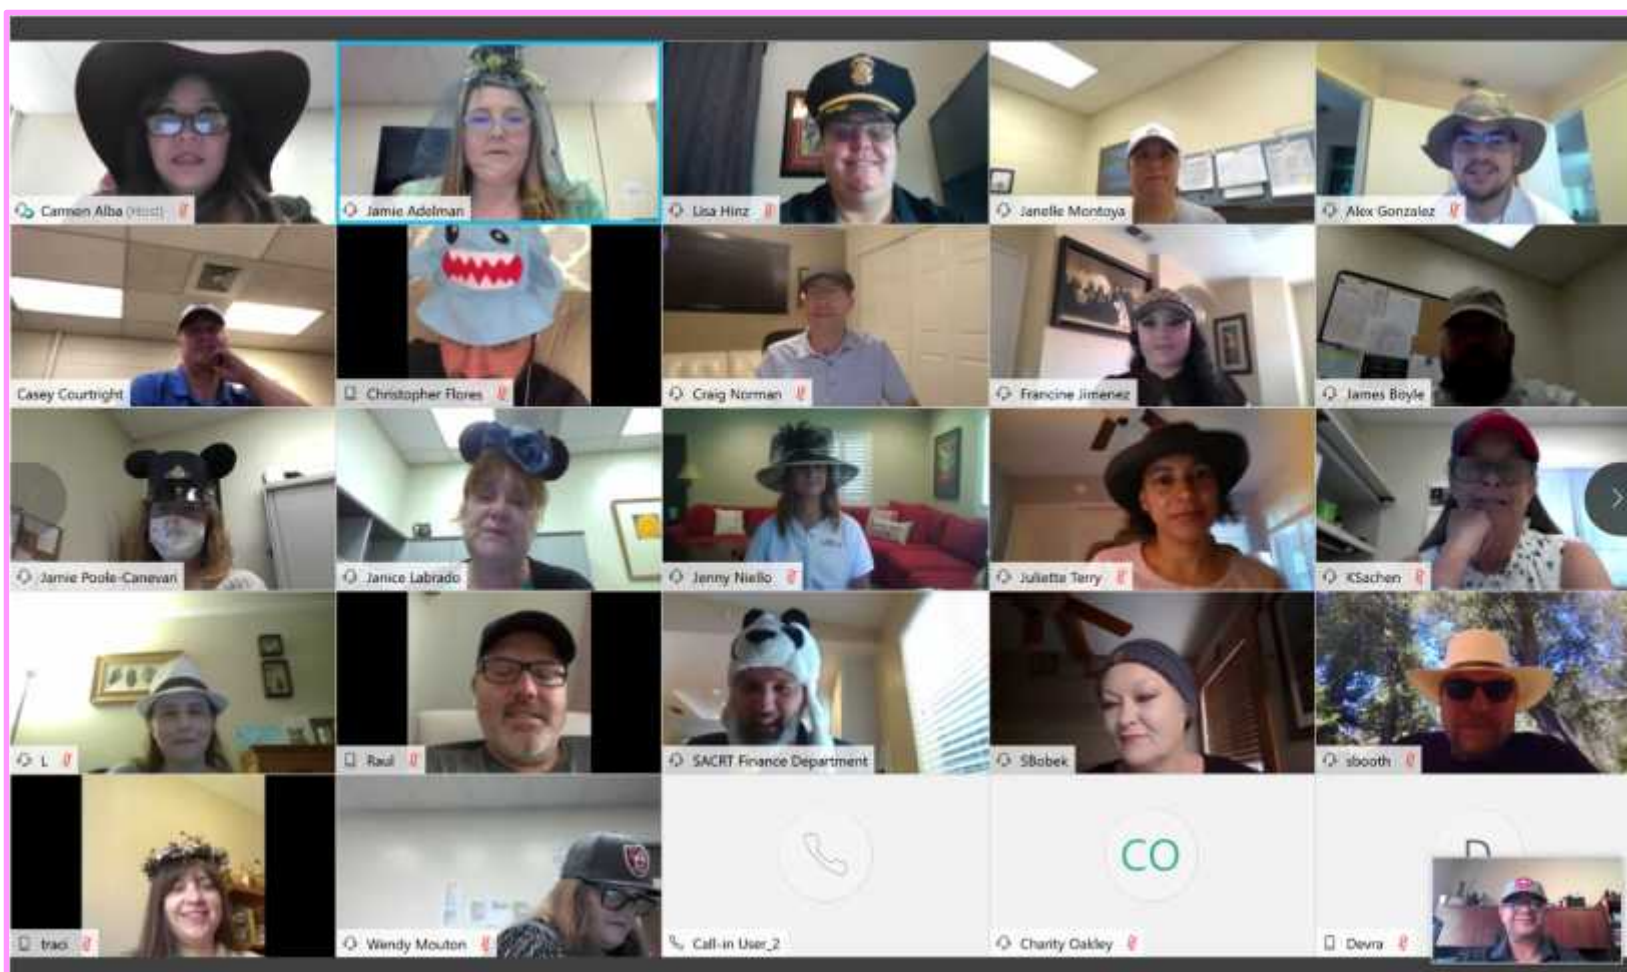 Carmen Alba (Host)
Jamie Adelman
Lisa Hinz
Janelle Montoya
Alex Gonzalez
Casey Courtright
Christopher Flores
Craig Norman
Francine Jimenez
James Boyle
Jamie Poole-Canevari
Janice Labrado
Jenny Niello
Juliette Terry
KSachen
L
Raul
SACRT Finance Department
SBobek
sbooth
traci
Wendy Mouton
Call-in User_2
CO
Charity Oakley
D
Devra